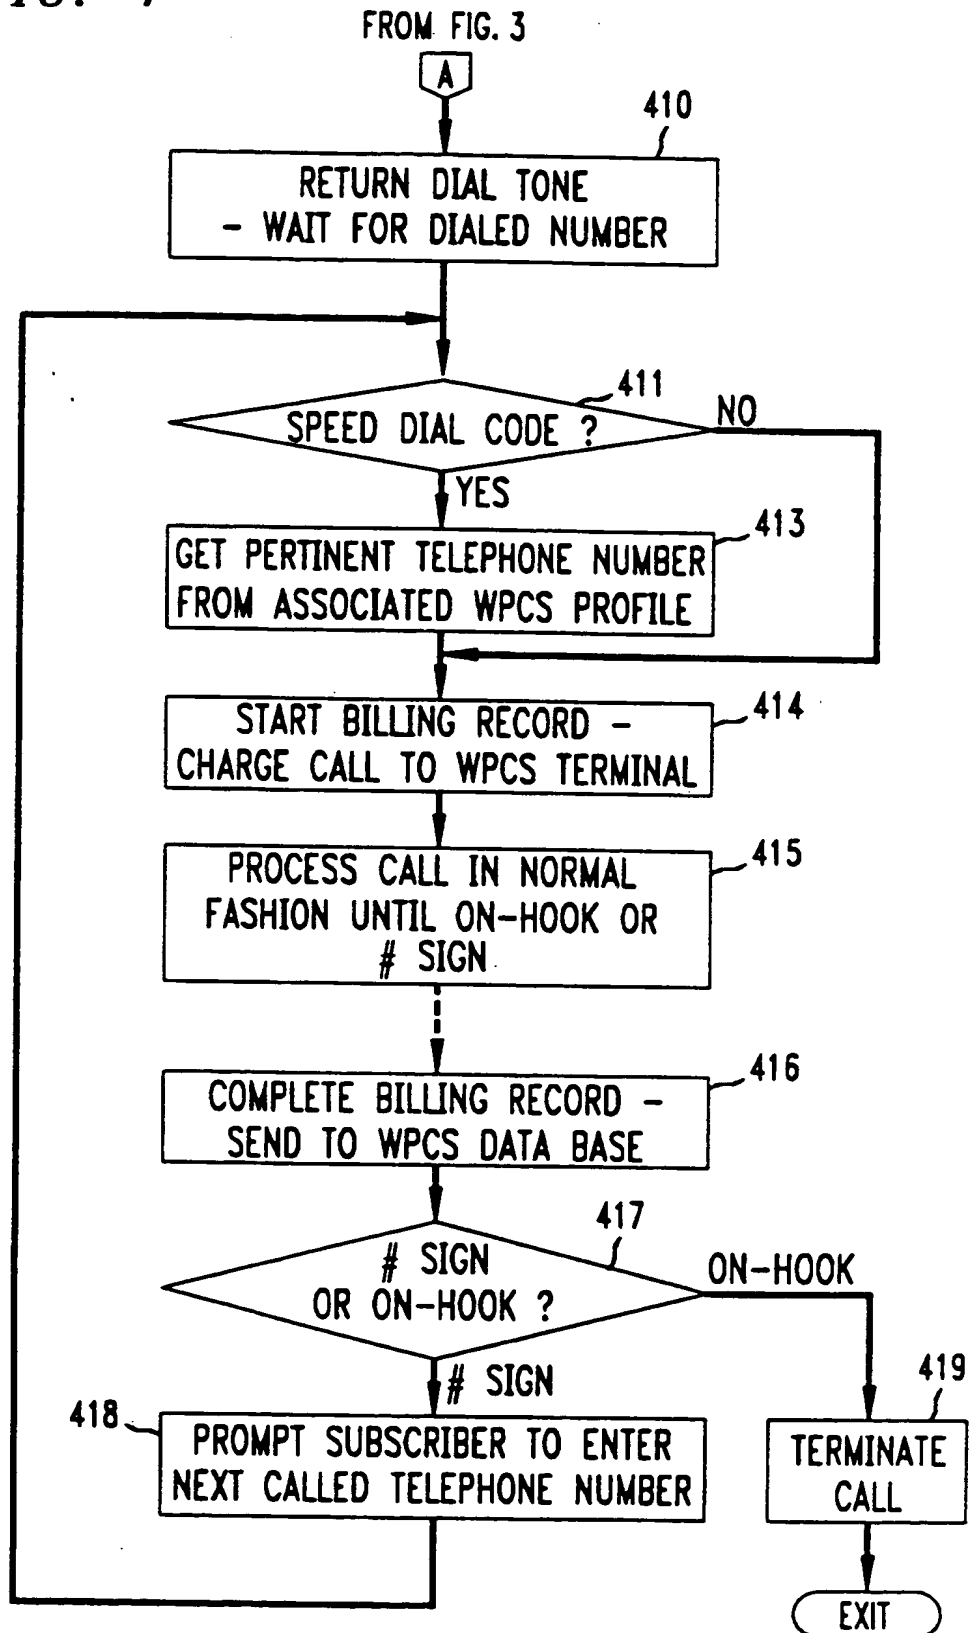 FROM FIG. 3
A
410
RETURN DIAL TONE
- WAIT FOR DIALED NUMBER
411
SPEED DIAL CODE ?
NO
YES
413
GET PERTINENT TELEPHONE NUMBER
FROM ASSOCIATED WPCS PROFILE
414
START BILLING RECORD -
CHARGE CALL TO WPCS TERMINAL
415
PROCESS CALL IN NORMAL
FASHION UNTIL ON-HOOK OR
# SIGN
416
COMPLETE BILLING RECORD -
SEND TO WPCS DATA BASE
417
# SIGN
OR ON-HOOK ?
ON-HOOK
# SIGN
418
PROMPT SUBSCRIBER TO ENTER
NEXT CALLED TELEPHONE NUMBER
419
TERMINATE
CALL
EXIT